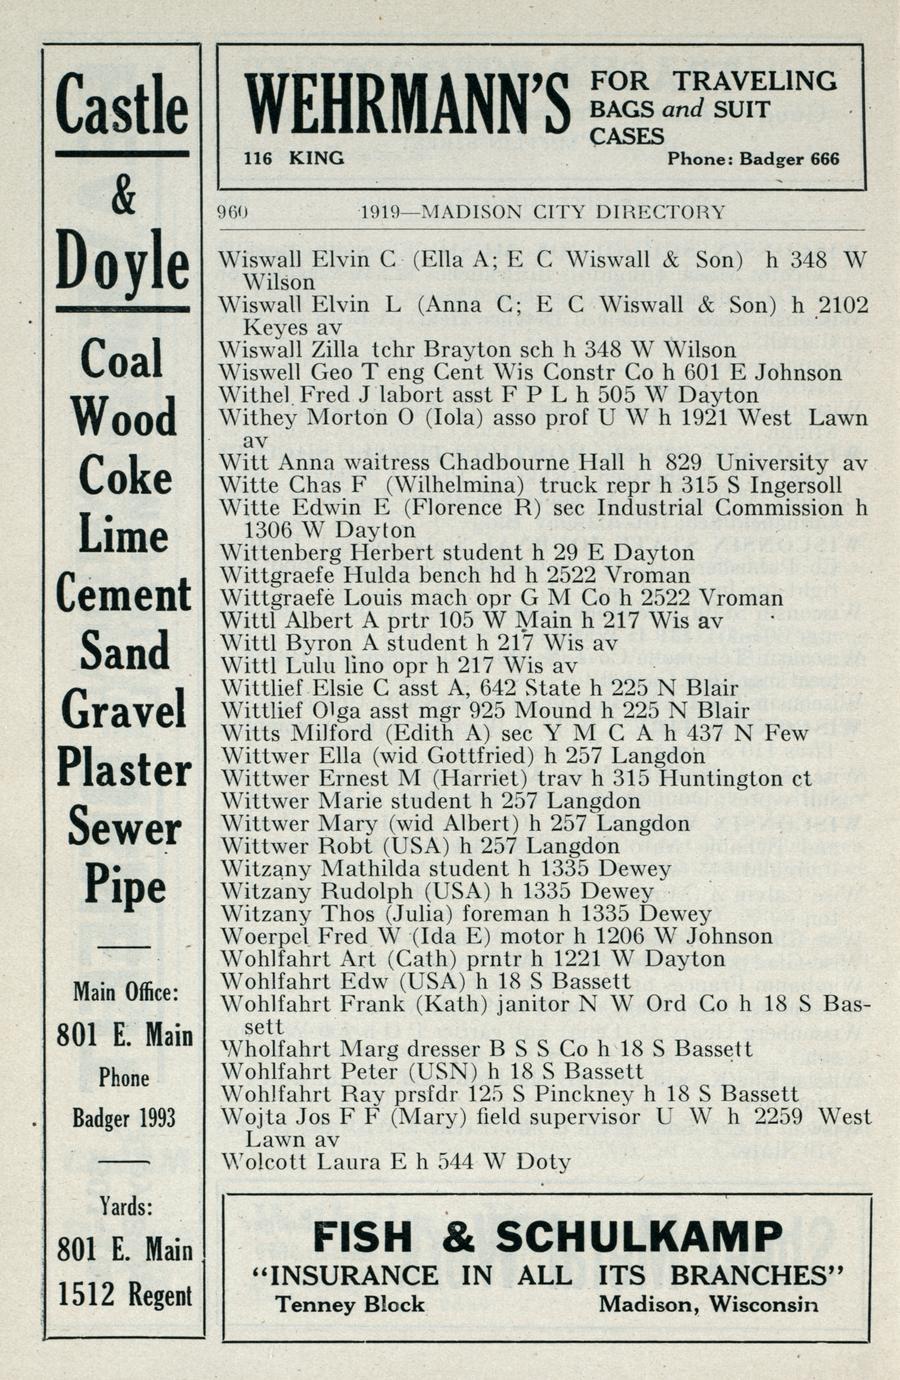 Castle
&
Doyle
Coal
Wood
Coke
Lime
Cement
Sand
Gravel
Plaster
Sewer
Pipe
Main Office:
801 E. Main
Phone
Badger 1993
Yards:
801 E. Main
1512 Regent
WEHRMANN'S
FOR TRAVELING
BAGS and SUIT
CASES
116 KING
Phone: Badger 666
960 1919—MADISON CITY DIRECTORY
Wiswall Elvin C (Ella A; E C Wiswall & Son) h 348 W
Wilson
Wiswall Elvin L (Anna C; E C Wiswall & Son) h 2102
Keyes av
Wiswall Zilla tchr Brayton sch h 348 W Wilson
Wiswell Geo T eng Cent Wis Constr Co h 601 E Johnson
Withel Fred J labort asst F P L h 505 W Dayton
Withey Morton O (Iola) asso prof U W h 1921 West Lawn
av
Witt Anna waitress Chadbourne Hall h 829 University av
Witte Chas F (Wilhelmina) truck repr h 315 S Ingersoll
Witte Edwin E (Florence R) sec Industrial Commission h
1306 W Dayton
Wittenberg Herbert student h 29 E Dayton
Wittgraefe Hulda bench hd h 2522 Vroman
Wittgraefe Louis mach opr G M Co h 2522 Vroman
Wittl Albert A prtr 105 W Main h 217 Wis av
Wittl Byron A student h 217 Wis av
Wittl Lulu lino opr h 217 Wis av
Wittlief Elsie C asst A, 642 State h 225 N Blair
Wittlief Olga asst mgr 925 Mound h 225 N Blair
Witts Milford (Edith A) sec Y M C A h 437 N Few
Wittwer Ella (wid Gottfried) h 257 Langdon
Wittwer Ernest M (Harriet) trav h 315 Huntington ct
Wittwer Marie student h 257 Langdon
Wittwer Mary (wid Albert) h 257 Langdon
Wittwer Robt (USA) h 257 Langdon
Witzany Mathilda student h 1335 Dewey
Witzany Rudolph (USA) h 1335 Dewey
Witzany Thos (Julia) foreman h 1335 Dewey
Woerpel Fred W (Ida E) motor h 1206 W Johnson
Wohlfahrt Art (Cath) prntr h 1221 W Dayton
Wohlfahrt Edw (USA) h 18 S Bassett
Wohlfahrt Frank (Kath) janitor N W Ord Co h 18 S Bas-
sett
Wholfahrt Marg dresser B S S Co h 18 S Bassett
Wohlfahrt Peter (USN) h 18 S Bassett
Wohlfahrt Ray prsfdr 125 S Pinckney h 18 S Bassett
Wojta Jos F F (Mary) field supervisor U W h 2259 West
Lawn av
Wolcott Laura E h 544 W Doty
FISH & SCHULKAMP
"INSURANCE IN ALL ITS BRANCHES"
Tenney Block Madison, Wisconsin